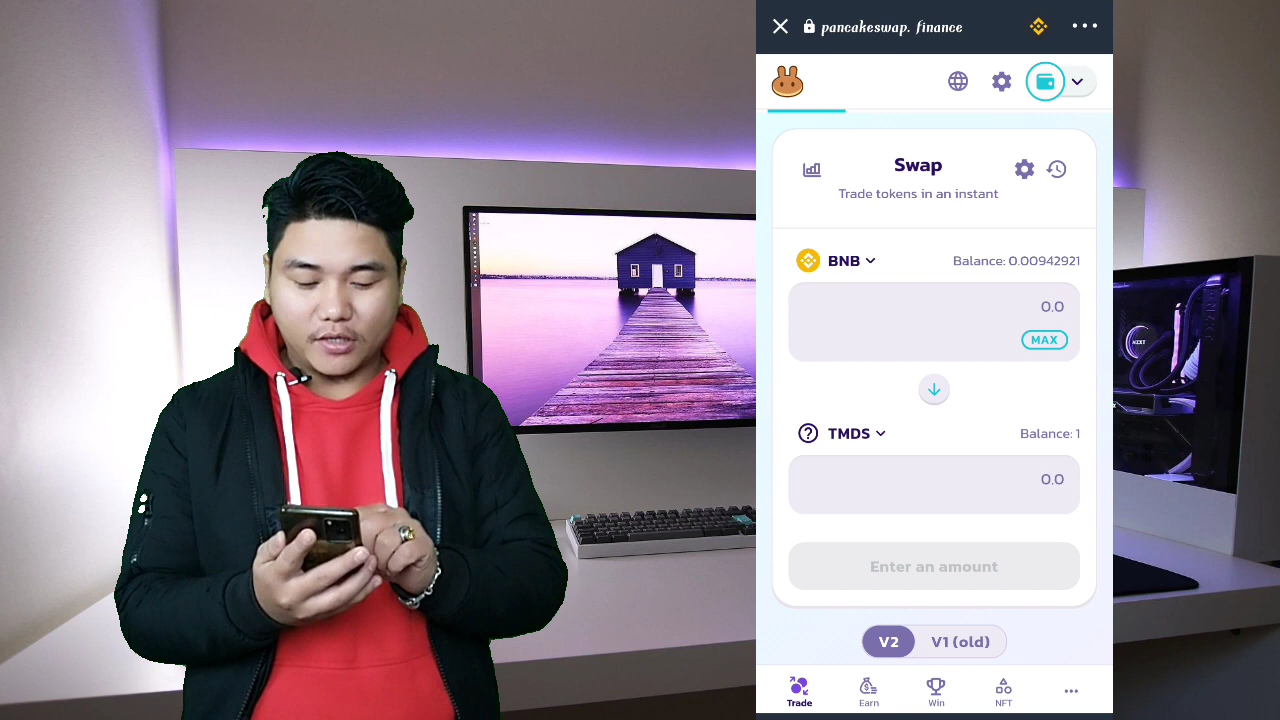 pancakeswap. finance
Swap
Trade tokens in an instant
BNB
Balance: 0.00942921
0.0
MAX
TMDS
Balance: 1
0.0
Enter an amount
V2
V1 (old)
Trade
Earn
Win
NFT
NZXT